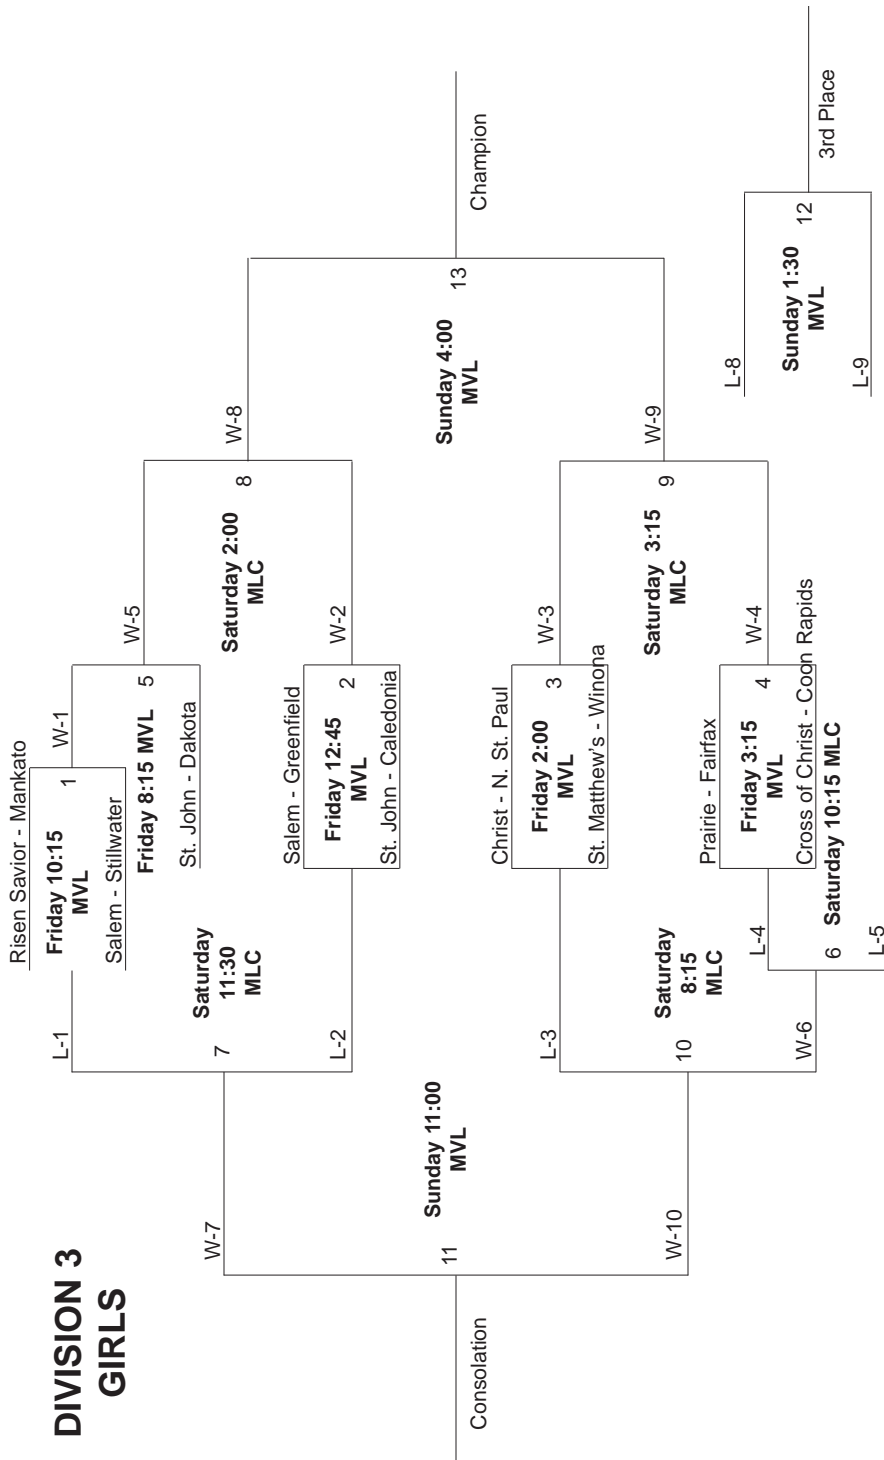 DIVISION 3
GIRLS
Risen Savior - Mankato
Friday 10:15
MVL
1
Salem - Stillwater
L-1
W-1
Friday 8:15 MVL
5
St. John - Dakota
W-5
Saturday
11:30
MLC
7
Saturday 2:00
MLC
8
Salem - Greenfield
Friday 12:45
MVL
2
St. John - Caledonia
L-2
W-2
W-7
W-8
Sunday 11:00
MVL
11
Consolation
Sunday 4:00
MVL
13
Champion
Christ - N. St. Paul
Friday 2:00
MVL
3
St. Matthew's - Winona
L-3
W-3
Saturday
8:15
MLC
10
Saturday 3:15
MLC
9
W-10
W-9
Prairie - Fairfax
Friday 3:15
MVL
4
Cross of Christ - Coon Rapids
L-4
W-4
6
Saturday 10:15 MLC
W-6
L-5
L-8
Sunday 1:30
MVL
12
L-9
3rd Place